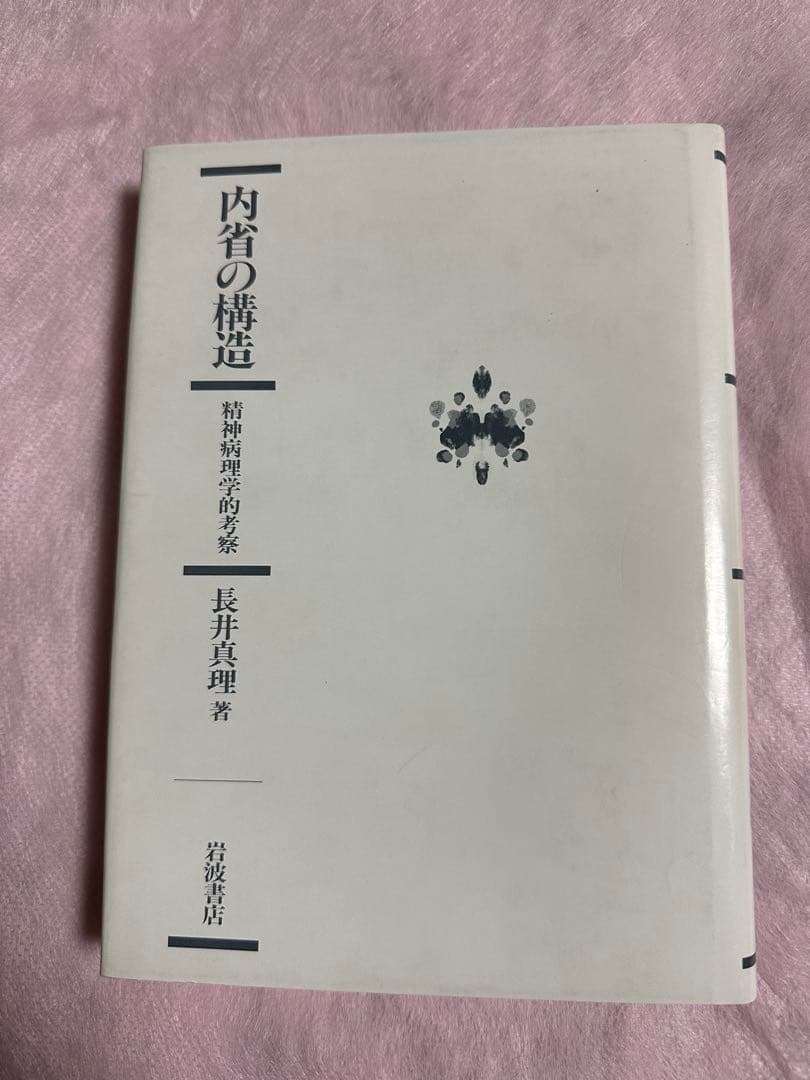 内省の構造
精神病理学的考察
長井真理 著
岩波書店